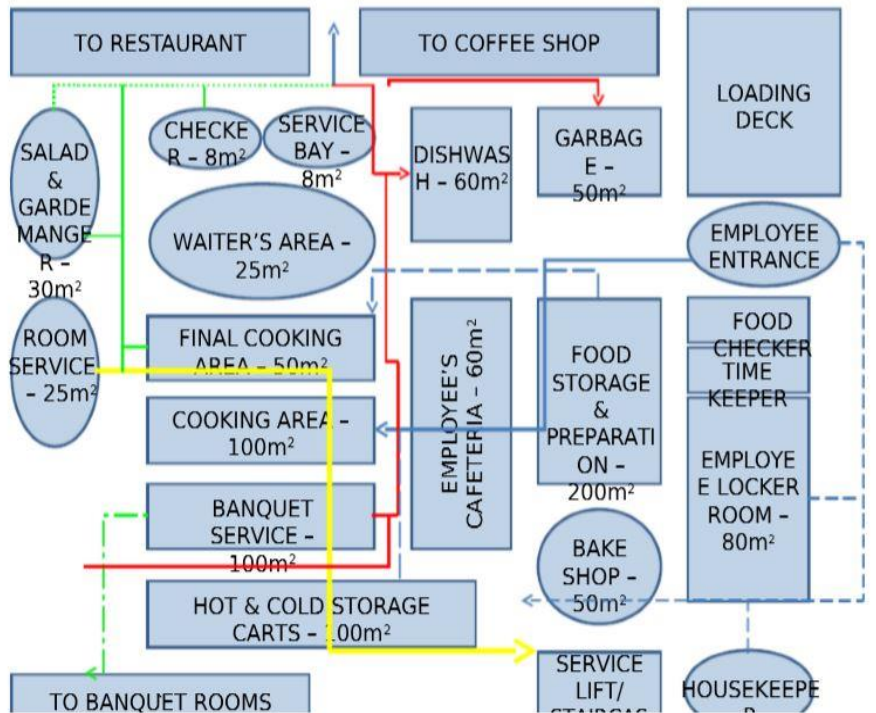 TO RESTAURANT
TO COFFEE SHOP
LOADING
DECK
SALAD
&
GARDE
MANGE
R –
30m²
CHECKE
R – 8m²
SERVICE
BAY –
8m²
DISHWAS
H – 60m²
GARBAG
E –
50m²
WAITER'S AREA –
25m²
EMPLOYEE
ENTRANCE
ROOM
SERVICE
– 25m²
FINAL COOKING
AREA – 50m²
EMPLOYEE'S
CAFETERIA – 60m²
FOOD
STORAGE
&
PREPARATI
ON –
200m²
FOOD
CHECKER
TIME
KEEPER
COOKING AREA –
100m²
EMPLOYE
E LOCKER
ROOM –
80m²
BANQUET
SERVICE –
100m²
BAKE
SHOP –
50m²
HOT & COLD STORAGE
CARTS – 100m²
TO BANQUET ROOMS
SERVICE
LIFT/
STAIRCAS
HOUSEKEEPE
R